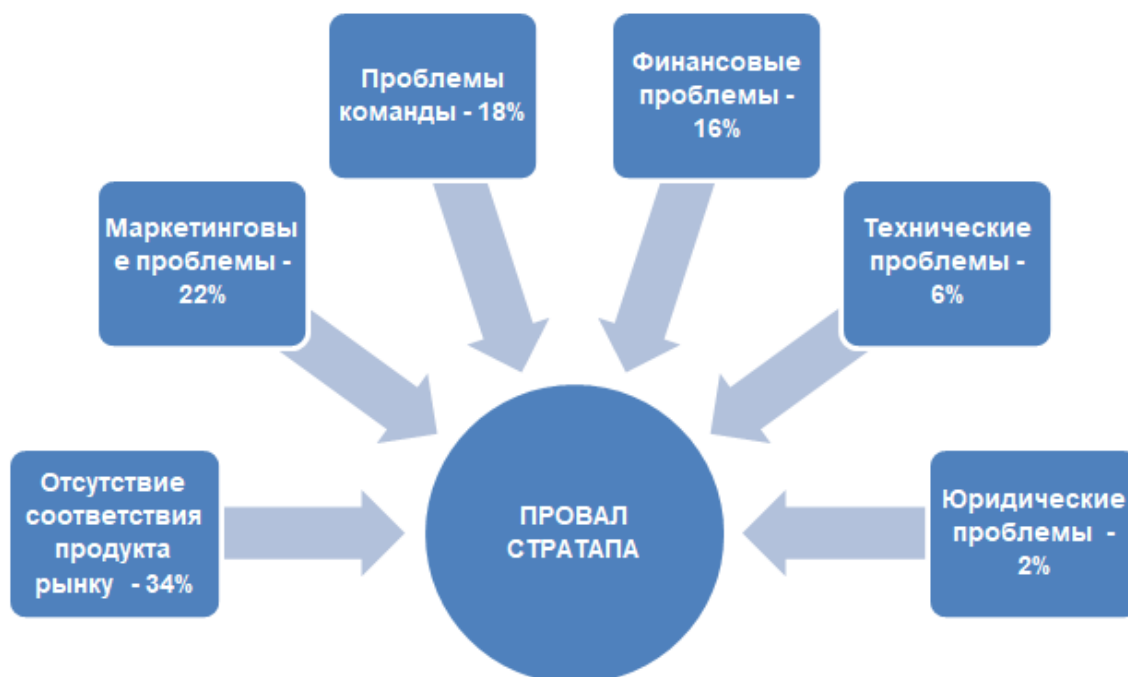 Проблемы
команды - 18%
Финансовые
проблемы -
16%
Маркетинговы
е проблемы -
22%
Технические
проблемы -
6%
Отсутствие
соответствия
продукта
рынку - 34%
ПРОВАЛ
СТРАТАПА
Юридические
проблемы -
2%